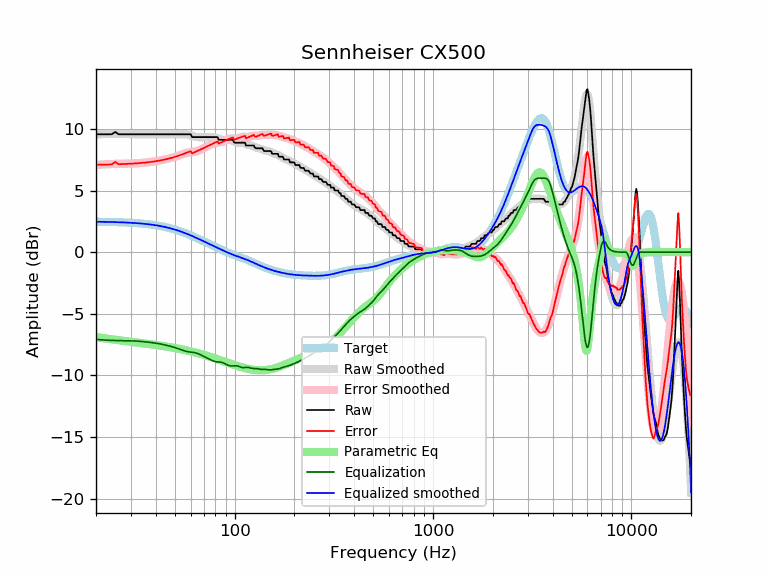 Sennheiser CX500
10
5
0
−5
−10
−15
−20
Amplitude (dBr)
Target
Raw Smoothed
Error Smoothed
Raw
Error
Parametric Eq
Equalization
Equalized smoothed
100
1000
10000
Frequency (Hz)